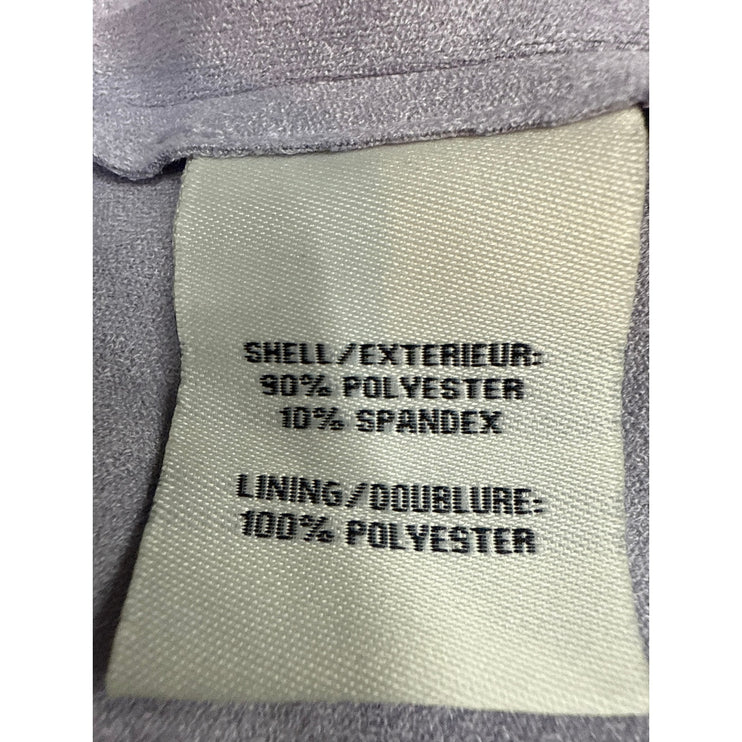 SHELL/EXTERIEUR:
90% POLYESTER
10% SPANDEX
LINING/DOUBLURE:
100% POLYESTER